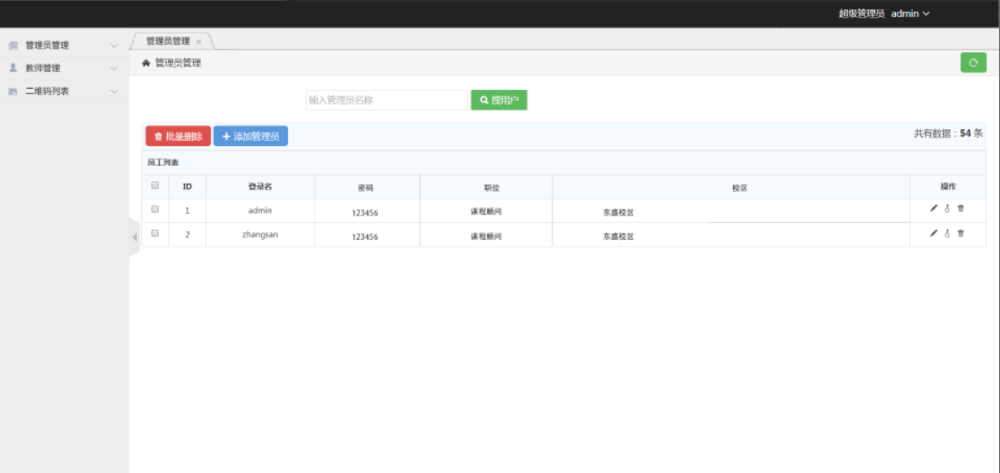 超级管理员 admin
管理员管理
教师管理
二维码列表
管理员管理 ×
管理员管理
输入管理员名称 搜用户
批量删除 添加管理员 共有数据：54 条
员工列表
ID 登录名 密码 职位 校区 操作
1 admin 123456 课程顾问 东盛校区
2 zhangsan 123456 课程顾问 东盛校区